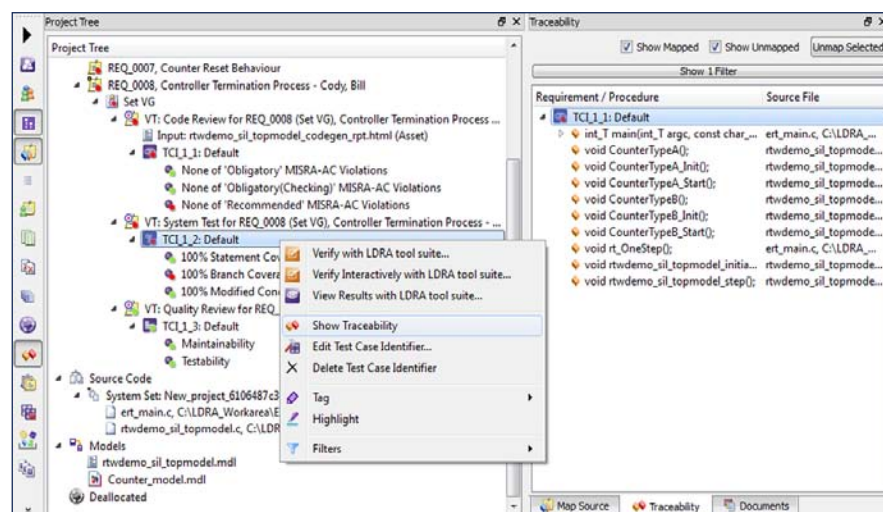 Project Tree
Project Tree
REQ_0007, Counter Reset Behaviour
REQ_0008, Controller Termination Process - Cody, Bill
Set VG
VT: Code Review for REQ_0008 (Set VG), Controller Termination Process ...
Input: rtwdemo_sil_topmodel_codegen_rpt.html (Asset)
TCI_1_1: Default
None of 'Obligatory' MISRA-AC Violations
None of 'Obligatory(Checking)' MISRA-AC Violations
None of 'Recommended' MISRA-AC Violations
VT: System Test for REQ_0008 (Set VG), Controller Termination Process - ...
TCI_1_2: Default
100% Statement Cov
100% Branch Covera
100% Modified Con
VT: Quality Review for REQ_
TCI_1_3: Default
Maintainability
Testability
Source Code
System Set: New_project_6106487c3
ert_main.c, C:\LDRA_Workarea\E
rtwdemo_sil_topmodel.c, C:\LDR
Models
rtwdemo_sil_topmodel.mdl
Counter_model.mdl
Deallocated
Verify with LDRA tool suite...
Verify Interactively with LDRA tool suite...
View Results with LDRA tool suite...
Show Traceability
Edit Test Case Identifier...
Delete Test Case Identifier
Tag
Highlight
Filters
Traceability
Show Mapped Show Unmapped Unmap Selected
Show 1 Filter
Requirement / Procedure Source File
TCI_1_1: Default
int_T main(int_T argc, const char_... ert_main.c, C:\LDRA_...
void CounterTypeA(); rtwdemo_sil_topmode...
void CounterTypeA_Init(); rtwdemo_sil_topmode...
void CounterTypeA_Start(); rtwdemo_sil_topmode...
void CounterTypeB(); rtwdemo_sil_topmode...
void CounterTypeB_Init(); rtwdemo_sil_topmode...
void CounterTypeB_Start(); rtwdemo_sil_topmode...
void rt_OneStep(); ert_main.c, C:\LDRA_...
void rtwdemo_sil_topmodel_initia... rtwdemo_sil_topmode...
void rtwdemo_sil_topmodel_step(); rtwdemo_sil_topmode...
Map Source Traceability Documents